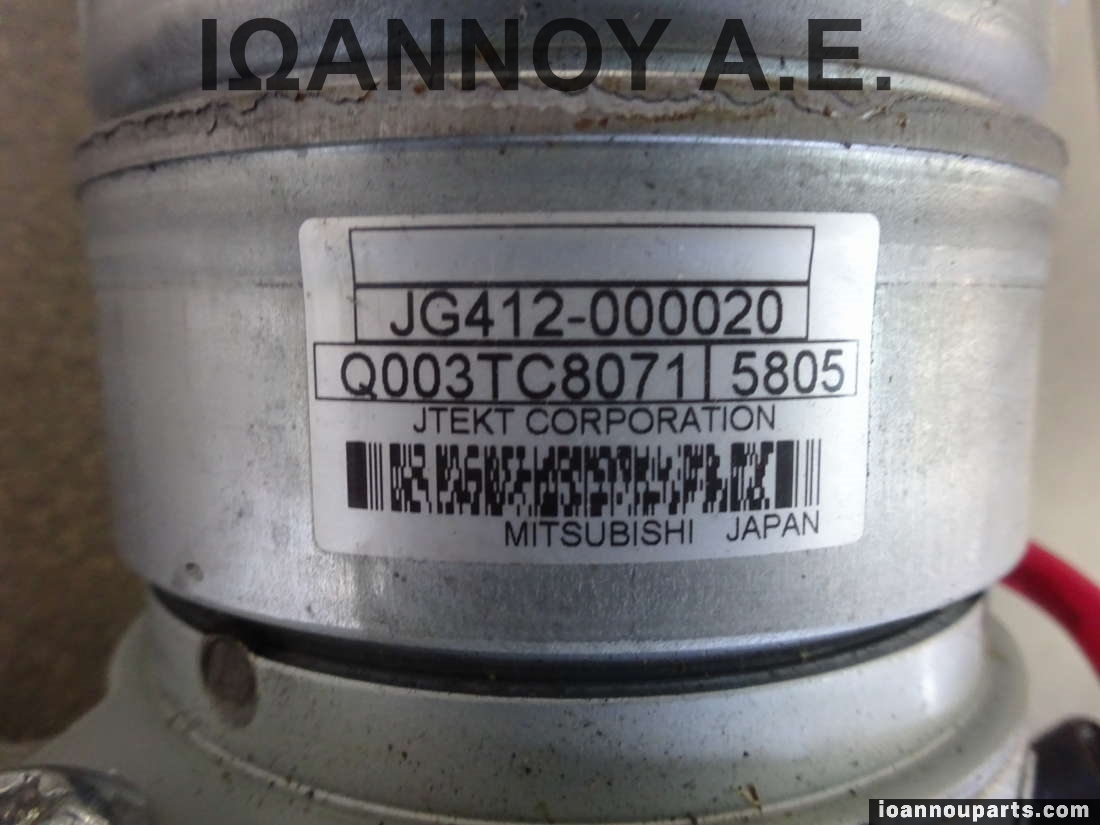 ΙΩΑΝΝΟΥ Α.Ε.
JG412-000020
Q003TC8071 5805
JTEKT CORPORATION
MITSUBISHI JAPAN
ioannouparts.com